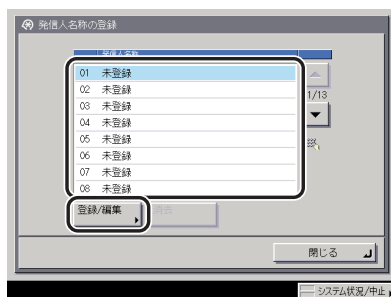 発信人名称の登録
発信人名称
01 未登録
02 未登録
03 未登録
04 未登録
05 未登録
06 未登録
07 未登録
08 未登録
1/13
登録/編集
消去
閉じる
システム状況/中止